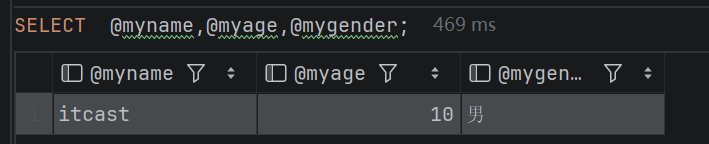 SELECT @myname,@myage,@mygender; 469 ms
@myname @myage @mygen...
1 itcast 10 男